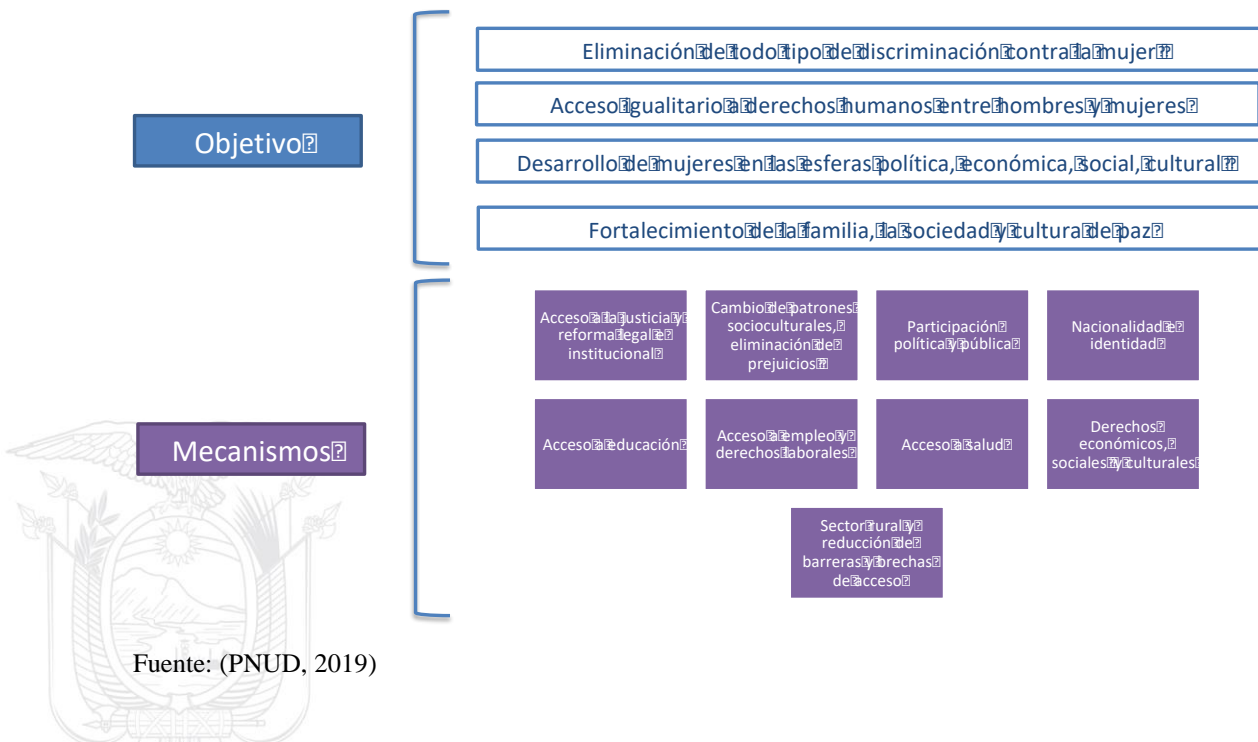 Eliminación de todo tipo de discriminación contra la mujer
Acceso igualitario a derechos humanos entre hombres y mujeres
Objetivo
Desarrollo de mujeres en las esferas política, económica, social, cultural
Fortalecimiento de la familia, la sociedad y cultura de paz
Mecanismos
Acceso a la justicia y
reforma legal e
institucional
Cambio de patrones
socioculturales,
eliminación de
prejuicios
Participación
política y pública
Nacionalidad e
identidad
Acceso a educación
Acceso a empleo y
derechos laborales
Acceso a salud
Derechos
económicos,
sociales y culturales
Sector rural y
reducción de
barreras y brechas
de acceso
Fuente: (PNUD, 2019)